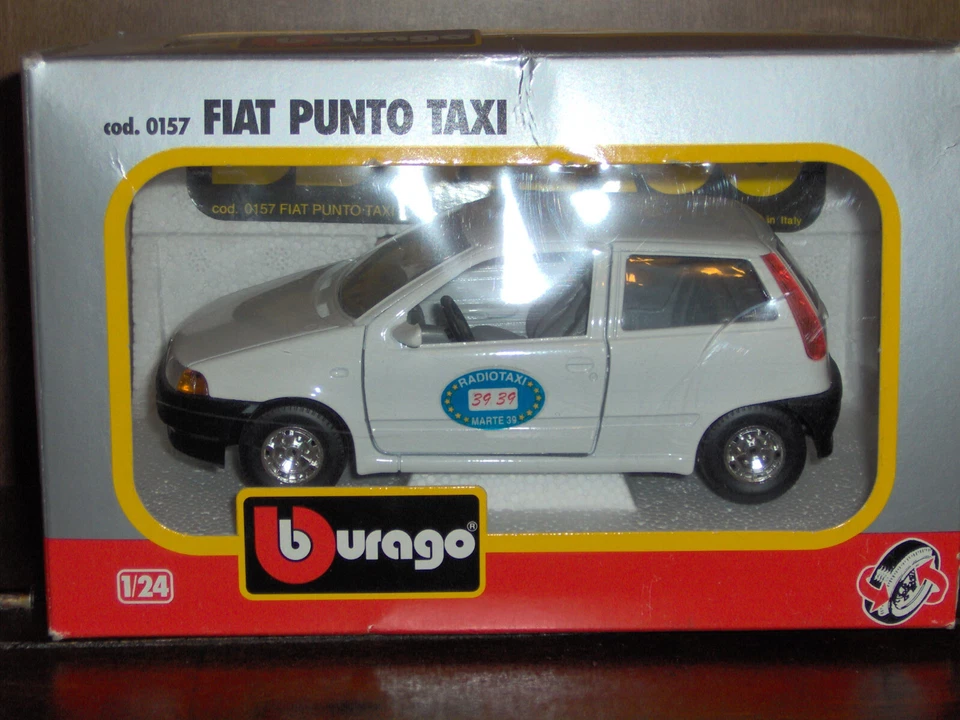 cod. 0157 FIAT PUNTO TAXI
cod. 0157 FIAT PUNTO TAXI
in Italy
RADIOTAXI
39 39
MARTE 39
burago®
1/24